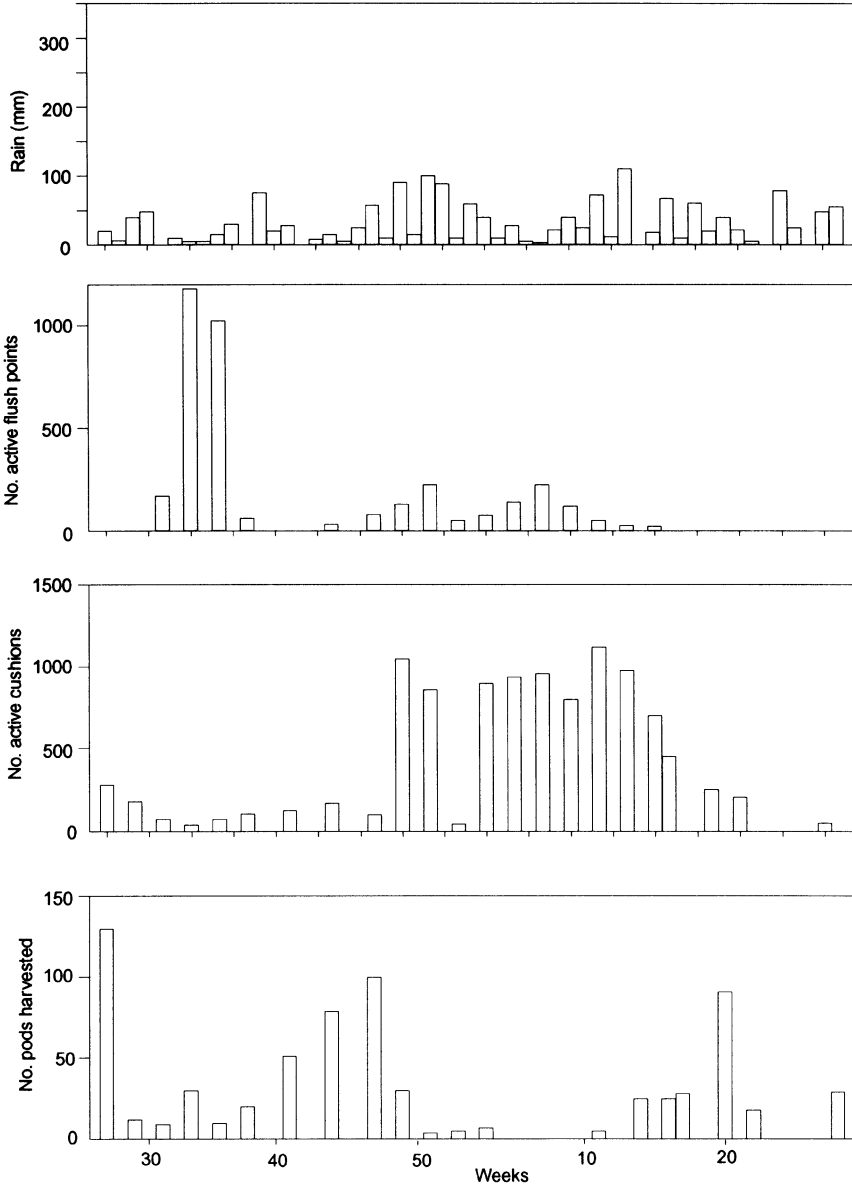 300
200
100
0
Rain (mm)
1000
500
0
No. active flush points
1500
1000
500
0
No. active cushions
150
100
50
0
No. pods harvested
30 40 50 10 20
Weeks